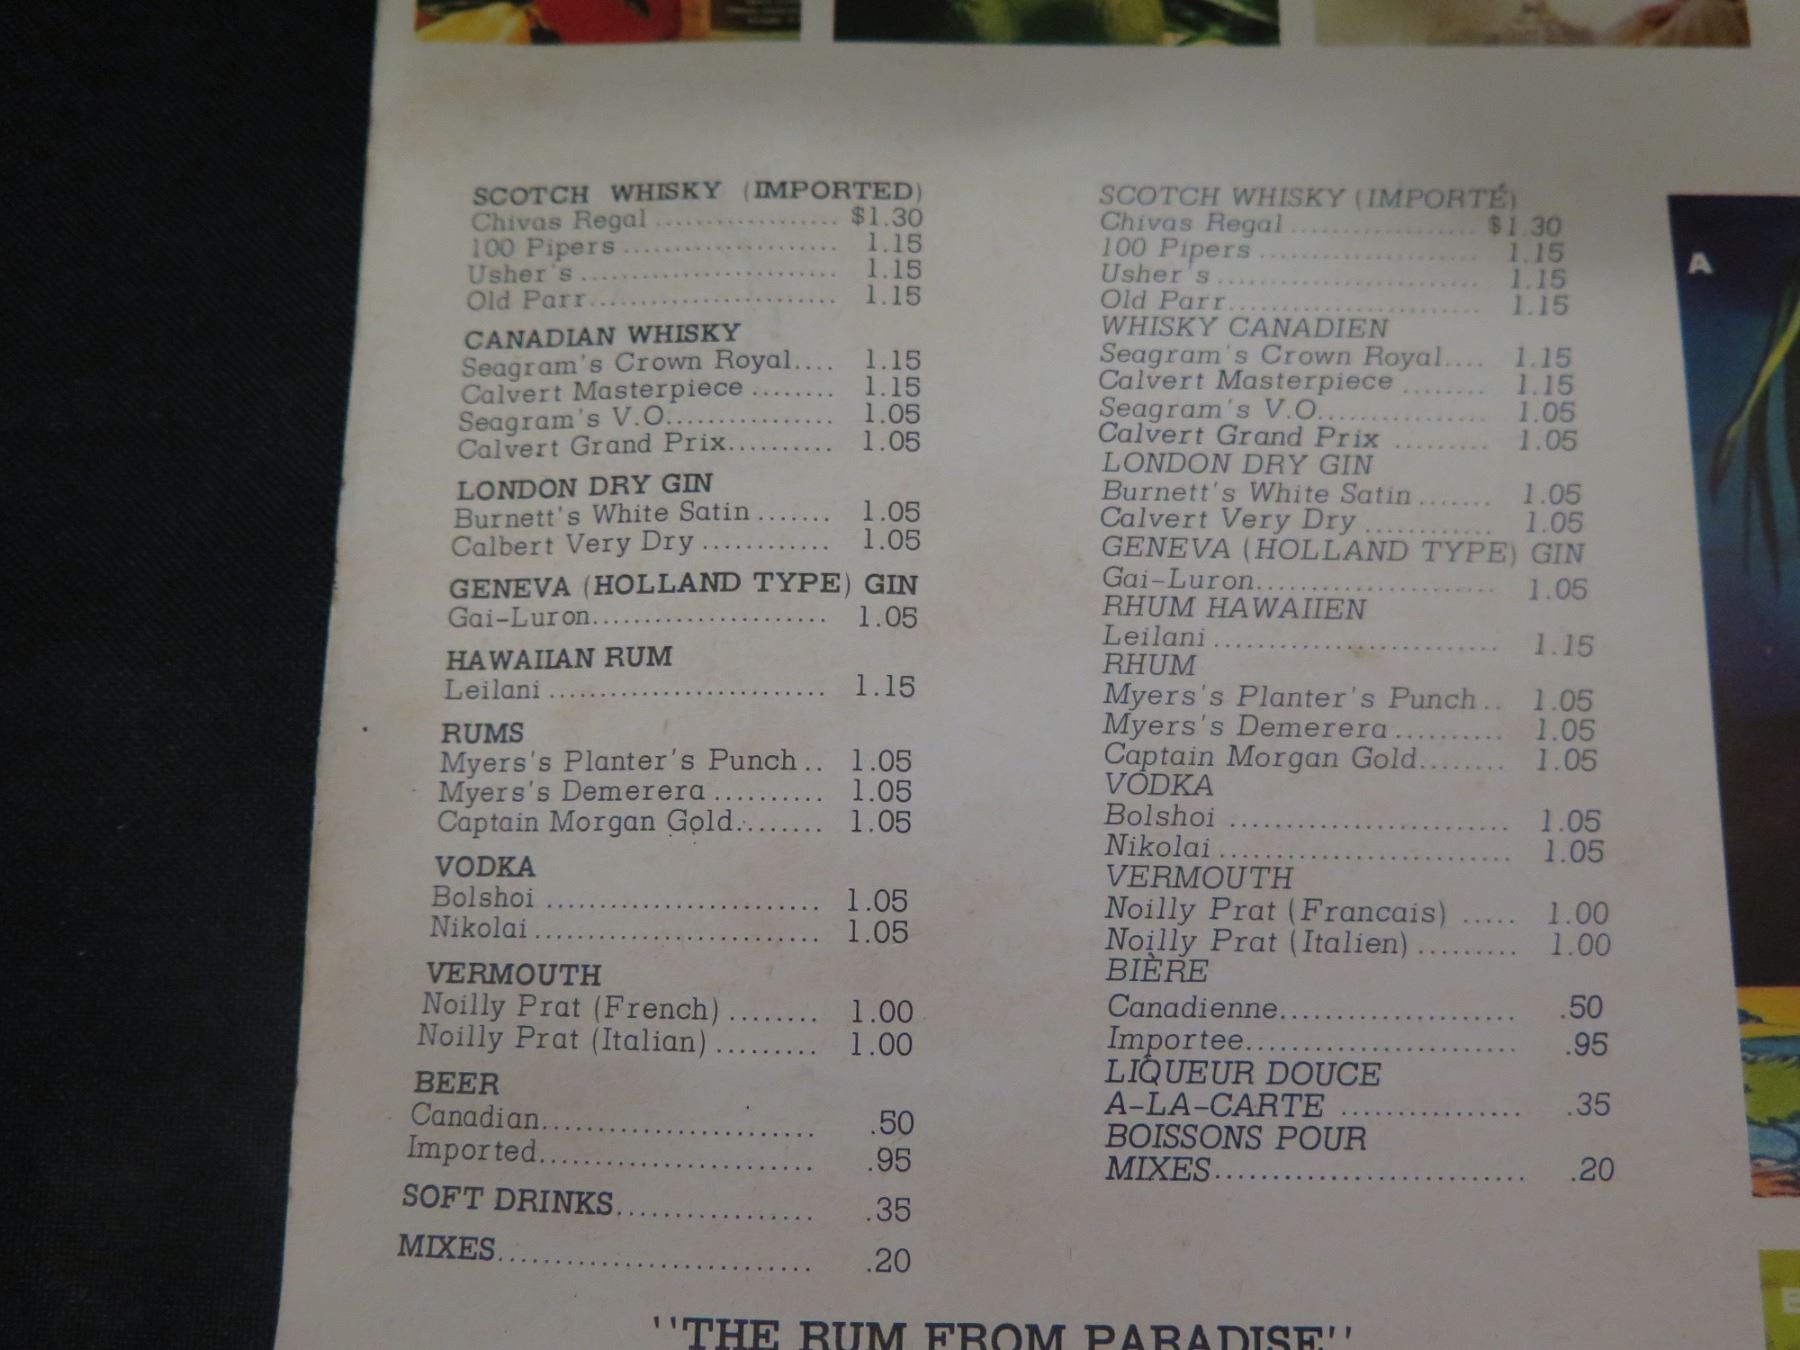 SCOTCH WHISKY (IMPORTED)
Chivas Regal .................. $1.30
100 Pipers ..................... 1.15
Usher's ......................... 1.15
Old Parr......................... 1.15
CANADIAN WHISKY
Seagram's Crown Royal.... 1.15
Calvert Masterpiece ........ 1.15
Seagram's V.O................ 1.05
Calvert Grand Prix.......... 1.05
LONDON DRY GIN
Burnett's White Satin ....... 1.05
Calbert Very Dry ............ 1.05
GENEVA (HOLLAND TYPE) GIN
Gai-Luron...................... 1.05
HAWAIIAN RUM
Leilani .......................... 1.15
RUMS
Myers's Planter's Punch .. 1.05
Myers's Demerera .......... 1.05
Captain Morgan Gold........ 1.05
VODKA
Bolshoi .......................... 1.05
Nikolai ........................... 1.05
VERMOUTH
Noilly Prat (French) ........ 1.00
Noilly Prat (Italian) .......... 1.00
BEER
Canadian.......................... .50
Imported.......................... .95
SOFT DRINKS................. .35
MIXES............................ .20
SCOTCH WHISKY (IMPORTÉ)
Chivas Regal .................. $1.30
100 Pipers ..................... 1.15
Usher's ......................... 1.15
Old Parr......................... 1.15
WHISKY CANADIEN
Seagram's Crown Royal.... 1.15
Calvert Masterpiece ........ 1.15
Seagram's V.O................ 1.05
Calvert Grand Prix ......... 1.05
LONDON DRY GIN
Burnett's White Satin ....... 1.05
Calvert Very Dry ............ 1.05
GENEVA (HOLLAND TYPE) GIN
Gai-Luron...................... 1.05
RHUM HAWAIIEN
Leilani .......................... 1.15
RHUM
Myers's Planter's Punch .. 1.05
Myers's Demerera .......... 1.05
Captain Morgan Gold........ 1.05
VODKA
Bolshoi .......................... 1.05
Nikolai ........................... 1.05
VERMOUTH
Noilly Prat (Francais) ..... 1.00
Noilly Prat (Italien) ......... 1.00
BIÈRE
Canadienne...................... .50
Importee.......................... .95
LIQUEUR DOUCE
A-LA-CARTE ................ .35
BOISSONS POUR
MIXES............................ .20
A
"THE RUM FROM PARADISE"